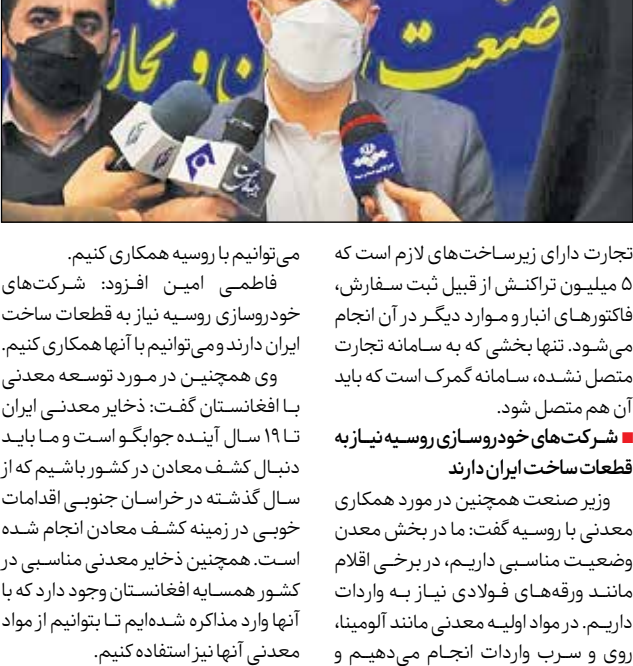 صنعت
و تجار
تجارت دارای زیرساخت‌های لازم است که
۵ میلیون تراکنش از قبیل ثبت سفارش،
فاکتورهای انبار و موارد دیگر در آن انجام
می‌شود. تنها بخشی که به سامانه تجارت
متصل نشده، سامانه گمرک است که باید
آن هم متصل شود.
■ شرکت‌های خودروسازی روسیه نیاز به
قطعات ساخت ایران دارند
وزیر صنعت همچنین در مورد همکاری
معدنی با روسیه گفت: ما در بخش معدن
وضعیت مناسبی داریم، در برخی اقلام
مانند ورقه‌های فولادی نیاز به واردات
داریم. در مواد اولیه معدنی مانند آلومینا،
روی و سرب واردات انجام می‌دهیم و
می‌توانیم با روسیه همکاری کنیم.
فاطمی امین افزود: شرکت‌های
خودروسازی روسیه نیاز به قطعات ساخت
ایران دارند و می‌توانیم با آنها همکاری کنیم.
وی همچنین در مورد توسعه معدنی
با افغانستان گفت: ذخایر معدنی ایران
تا ۱۹ سال آینده جوابگو است و ما باید
دنبال کشف معادن در کشور باشیم که از
سال گذشته در خراسان جنوبی اقدامات
خوبی در زمینه کشف معادن انجام شده
است. همچنین ذخایر معدنی مناسبی در
کشور همسایه افغانستان وجود دارد که با
آنها وارد مذاکره شده‌ایم تا بتوانیم از مواد
معدنی آنها نیز استفاده کنیم.